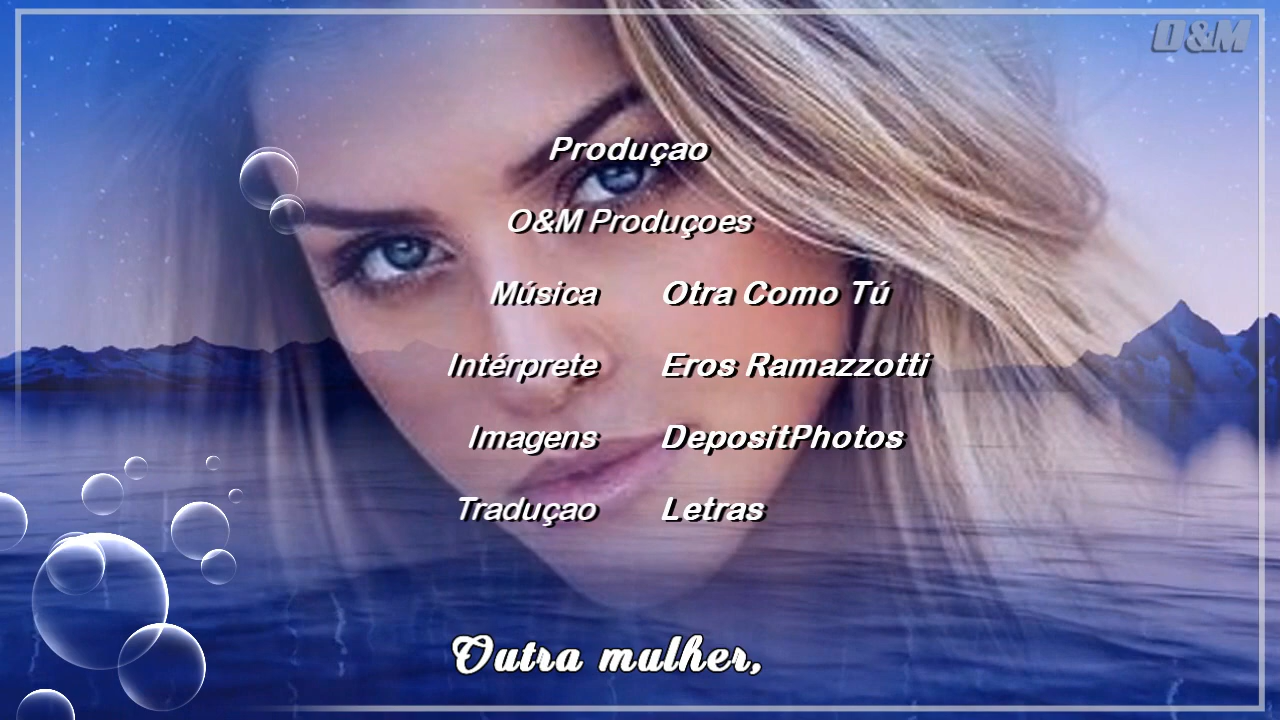 O&M
Produçao
O&M Produçoes
Música Otra Como Tú
Intérprete Eros Ramazzotti
Imagens DepositPhotos
Traduçao Letras
Outra mulher,